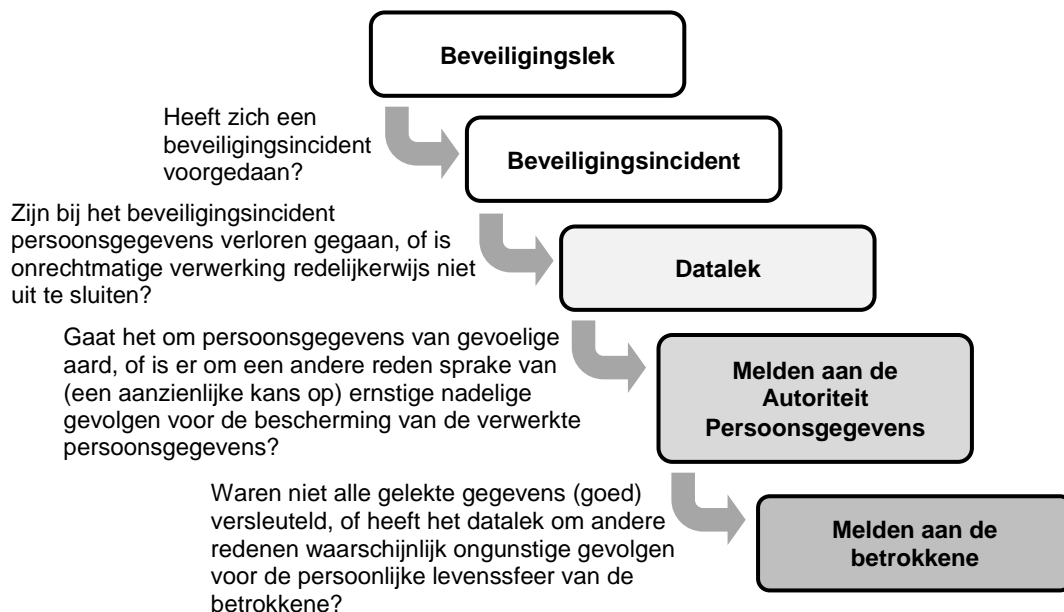 Beveiligingslek
Heeft zich een
beveiligingsincident
voorgedaan?
Beveiligingsincident
Zijn bij het beveiligingsincident
persoonsgegevens verloren gegaan, of is
onrechtmatige verwerking redelijkerwijs niet
uit te sluiten?
Datalek
Gaat het om persoonsgegevens van gevoelige
aard, of is er om een andere reden sprake van
(een aanzienlijke kans op) ernstige nadelige
gevolgen voor de bescherming van de verwerkte
persoonsgegevens?
Melden aan de
Autoriteit
Persoonsgegevens
Waren niet alle gelekte gegevens (goed)
versleuteld, of heeft het datalek om andere
redenen waarschijnlijk ongunstige gevolgen
voor de persoonlijke levenssfeer van de
betrokkene?
Melden aan de
betrokkene